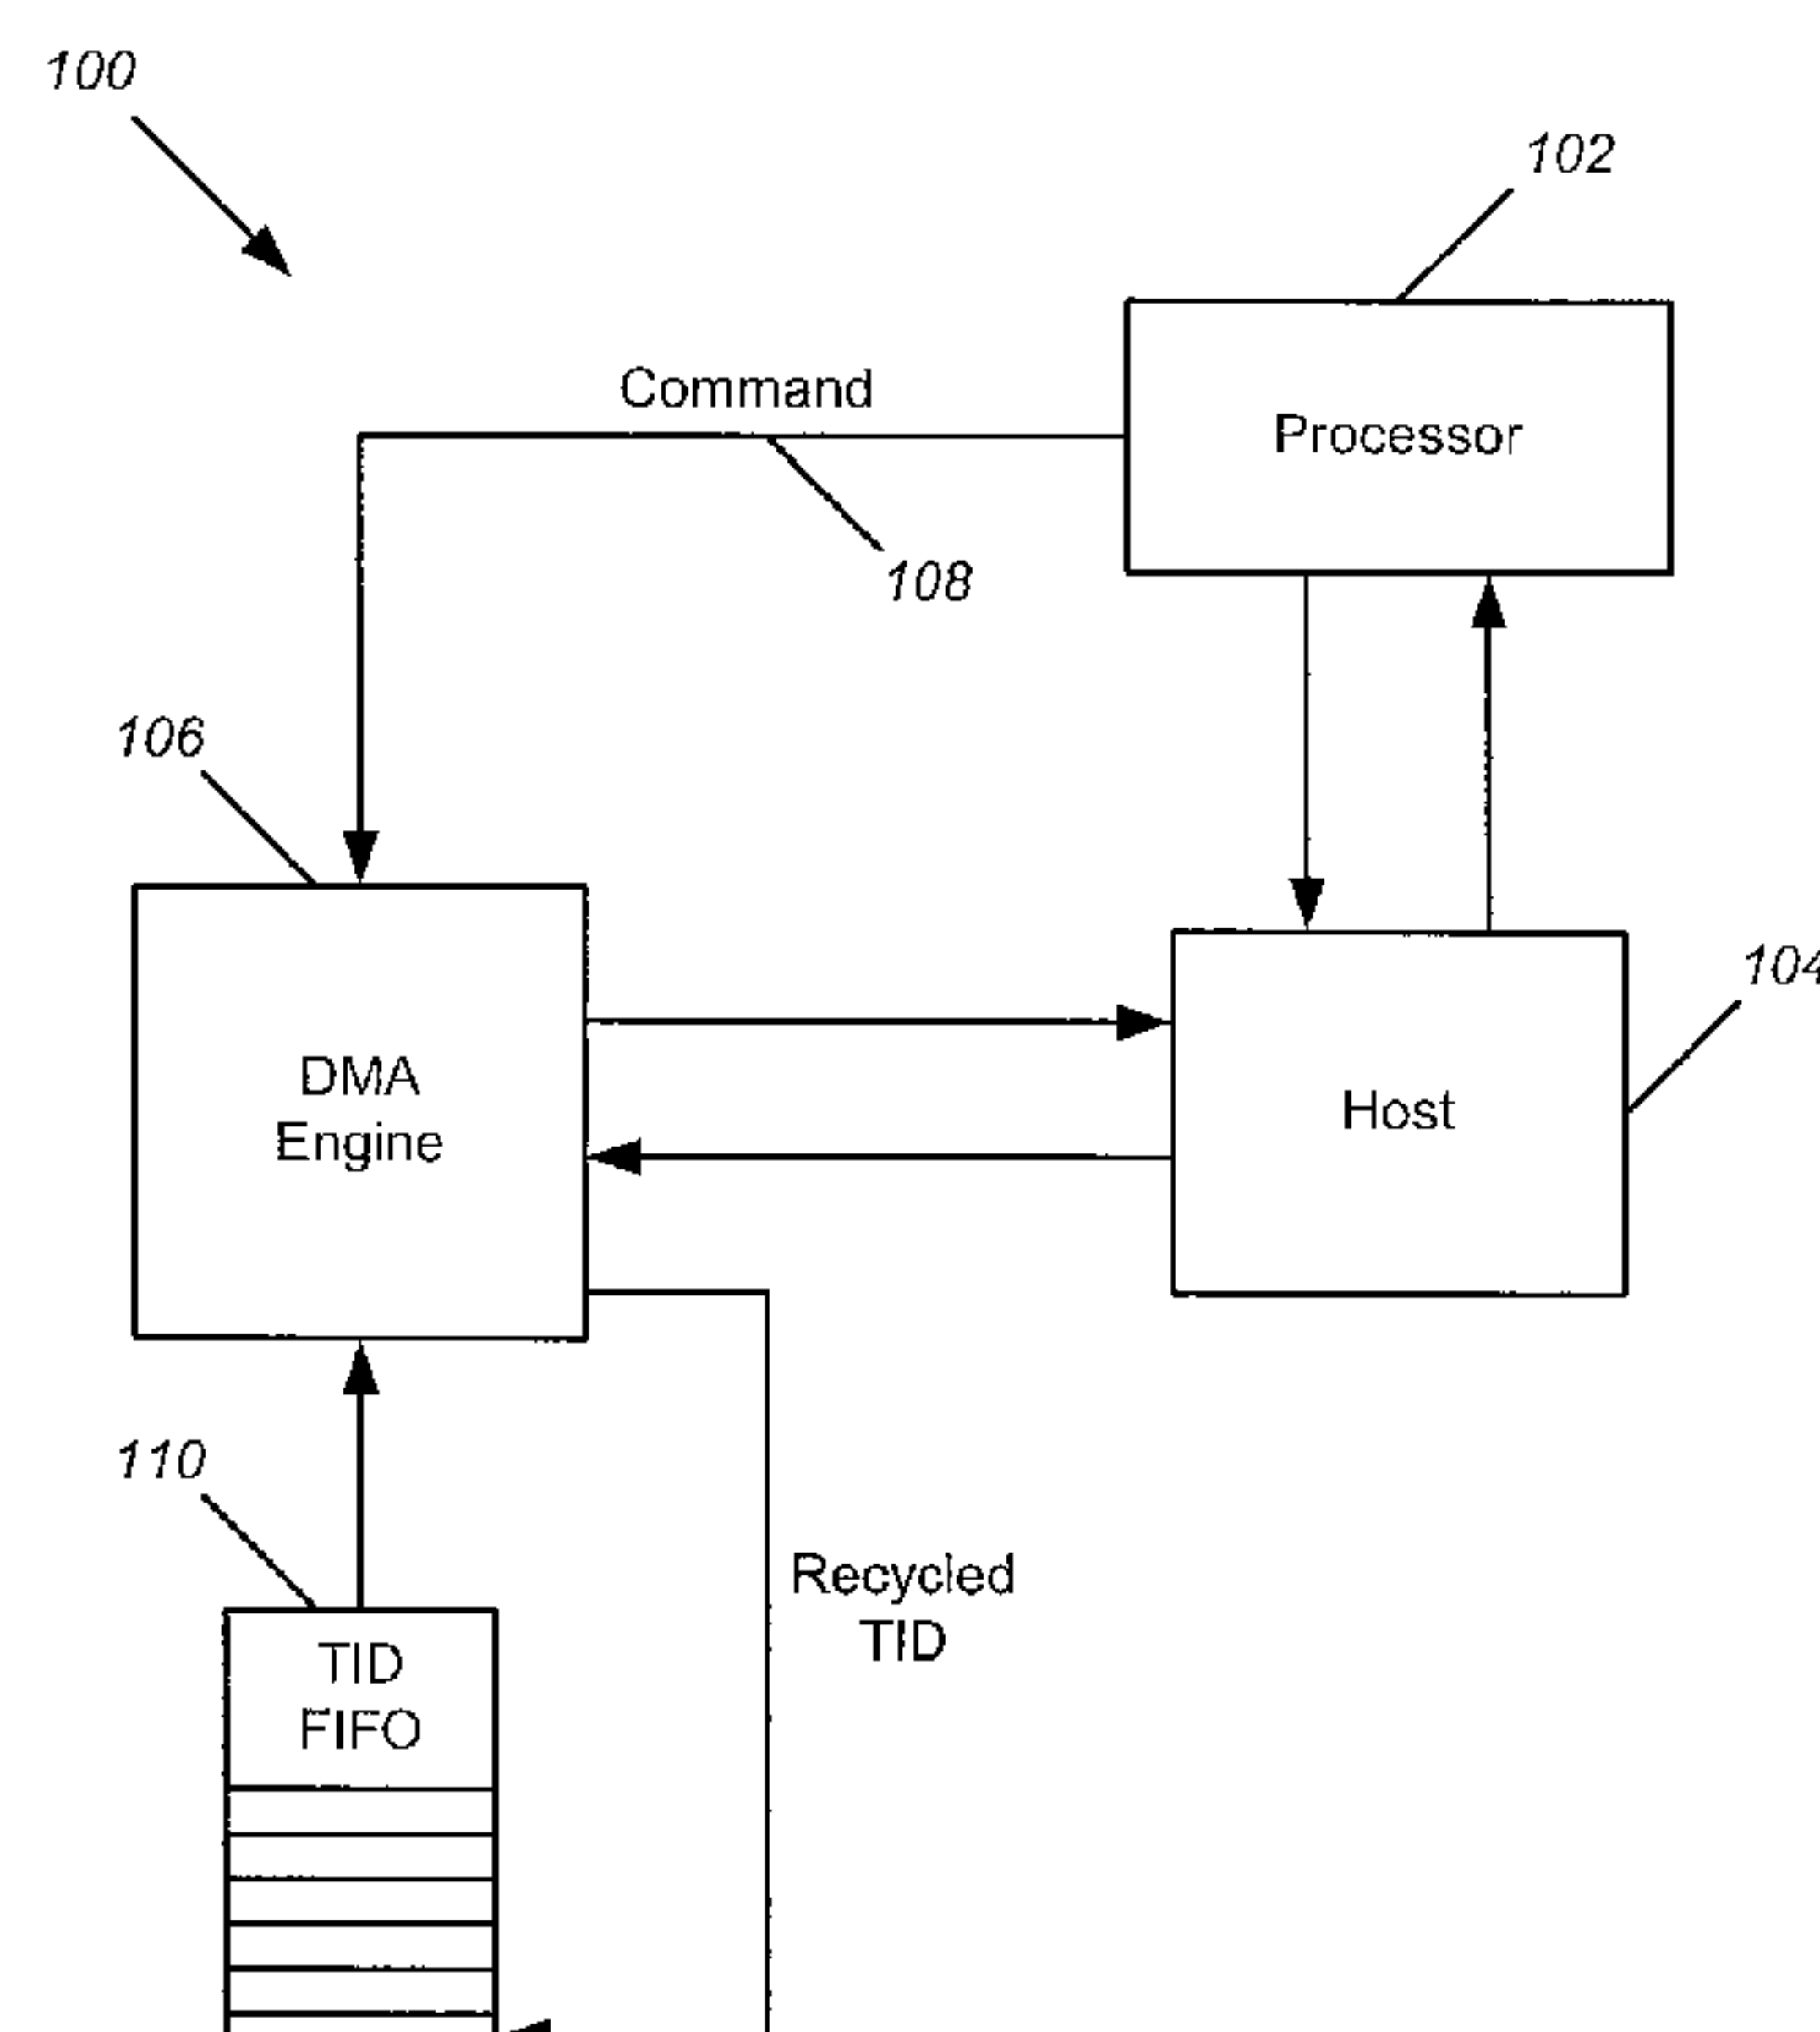 100
102
Command
Processor
108
106
104
DMA
Engine
Host
110
Recycled
TID
TID
FIFO